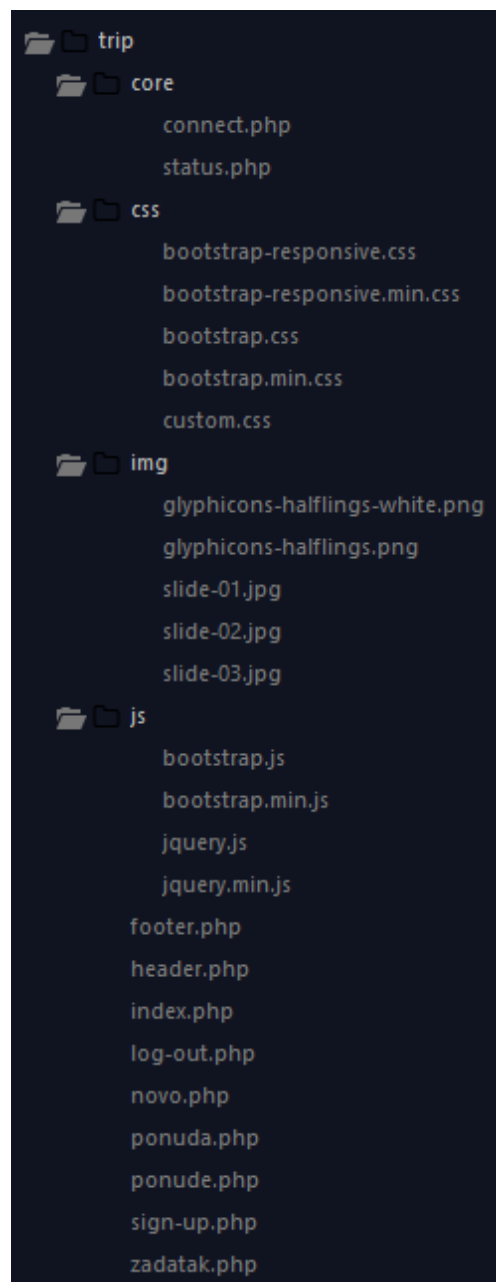 trip
core
connect.php
status.php
css
bootstrap-responsive.css
bootstrap-responsive.min.css
bootstrap.css
bootstrap.min.css
custom.css
img
glyphicons-halflings-white.png
glyphicons-halflings.png
slide-01.jpg
slide-02.jpg
slide-03.jpg
js
bootstrap.js
bootstrap.min.js
jquery.js
jquery.min.js
footer.php
header.php
index.php
log-out.php
novo.php
ponuda.php
ponude.php
sign-up.php
zadatak.php